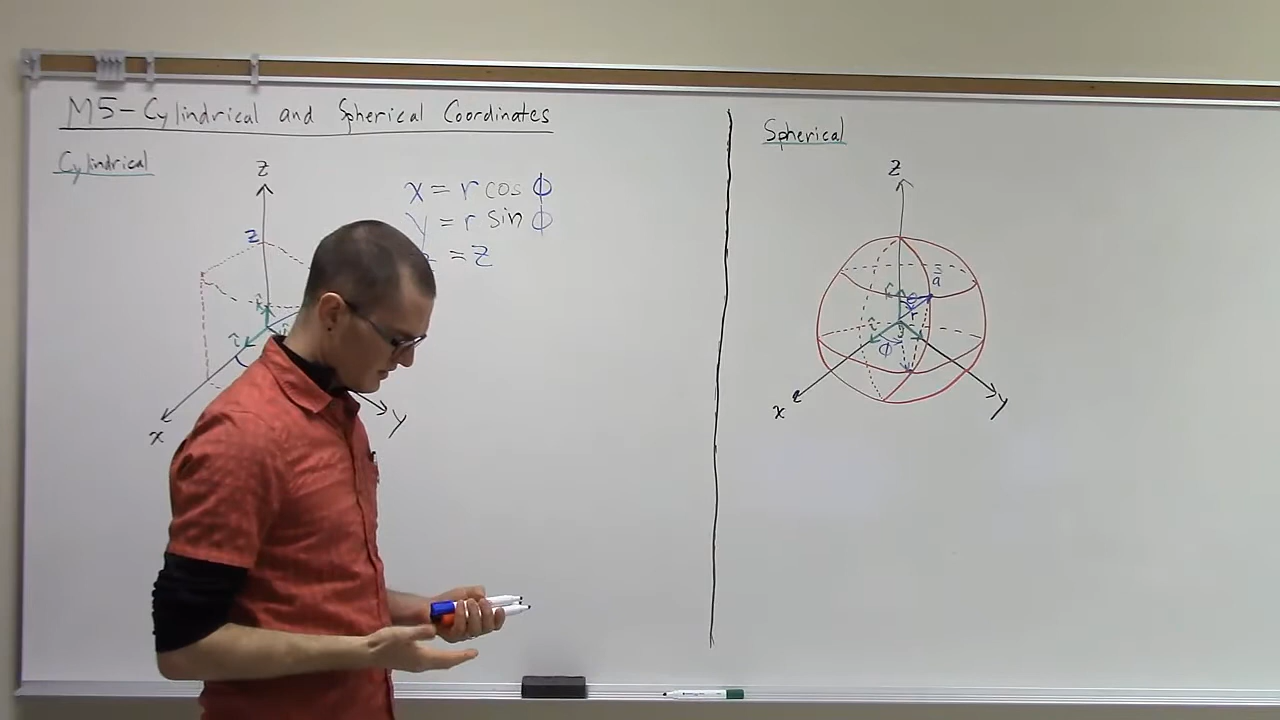 M5-Cylindrical and Spherical Coordinates
Cylindrical
z
z
k̂
î
x
y
x = r cos ϕ
y = r sin ϕ
= z
Spherical
z
ā
k̂
θ
r
î
ϕ
x
y